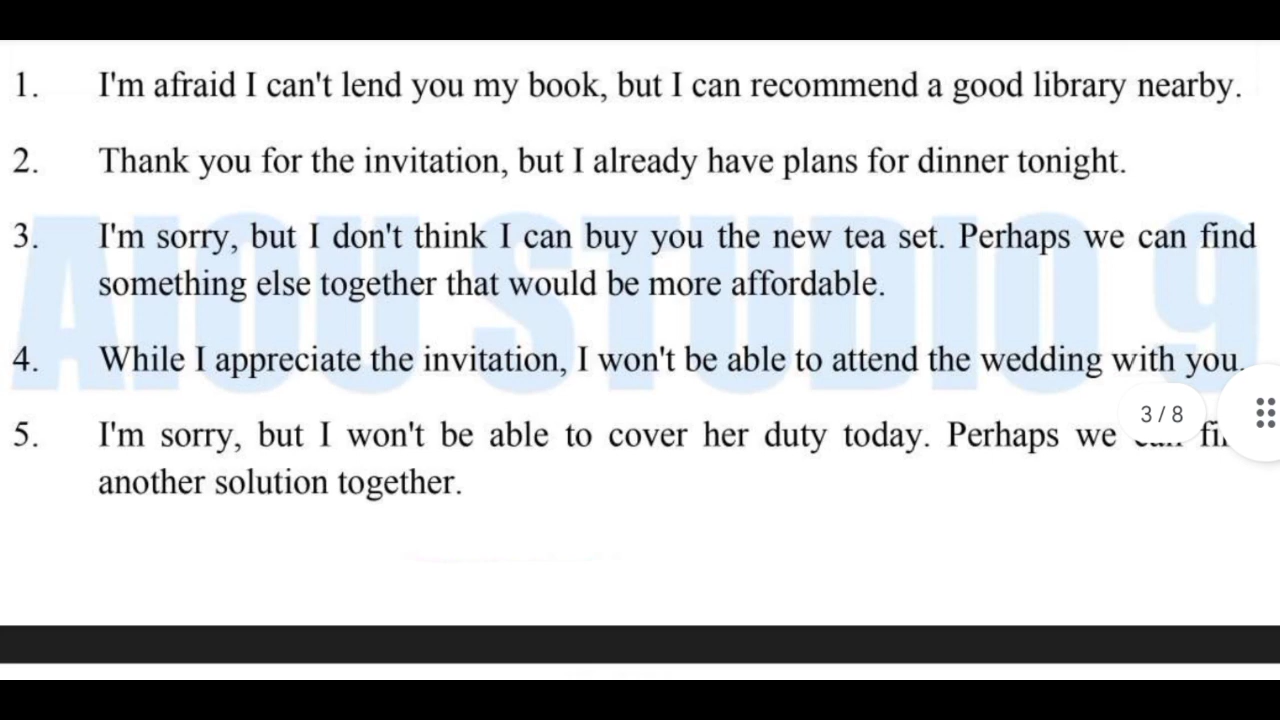 1. I'm afraid I can't lend you my book, but I can recommend a good library nearby.
2. Thank you for the invitation, but I already have plans for dinner tonight.
3. I'm sorry, but I don't think I can buy you the new tea set. Perhaps we can find
something else together that would be more affordable.
4. While I appreciate the invitation, I won't be able to attend the wedding with you.
3 / 8
5. I'm sorry, but I won't be able to cover her duty today. Perhaps we
another solution together.
AIOU STUDIO 9